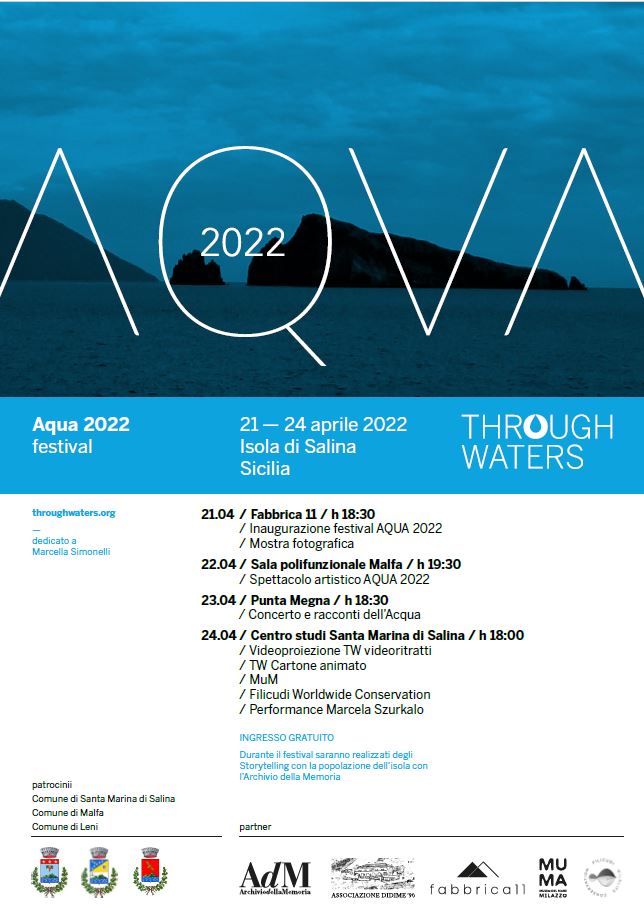 AQVA
2022
Aqua 2022
festival
21 — 24 aprile 2022
Isola di Salina
Sicilia
THROUGH
WATERS
throughwaters.org
—
dedicato a
Marcella Simonelli
21.04 / Fabbrica 11 / h 18:30
/ Inaugurazione festival AQUA 2022
/ Mostra fotografica
22.04 / Sala polifunzionale Malfa / h 19:30
/ Spettacolo artistico AQUA 2022
23.04 / Punta Megna / h 18:30
/ Concerto e racconti dell'Acqua
24.04 / Centro studi Santa Marina di Salina / h 18:00
/ Videoproiezione TW videoritratti
/ TW Cartone animato
/ MuM
/ Filicudi Worldwide Conservation
/ Performance Marcela Szurkalo
INGRESSO GRATUITO
Durante il festival saranno realizzati degli
Storytelling con la popolazione dell'isola con
l'Archivio della Memoria
patrocinii
Comune di Santa Marina di Salina
Comune di Malfa
Comune di Leni
partner
AdM
ArchiviodellaMemoria
ASSOCIAZIONE DIDIME '90
fabbrica11
MU
MA
MUSEO DEL MARE
MILAZZO
FILICUDI WILDLIFE CONSERVATION